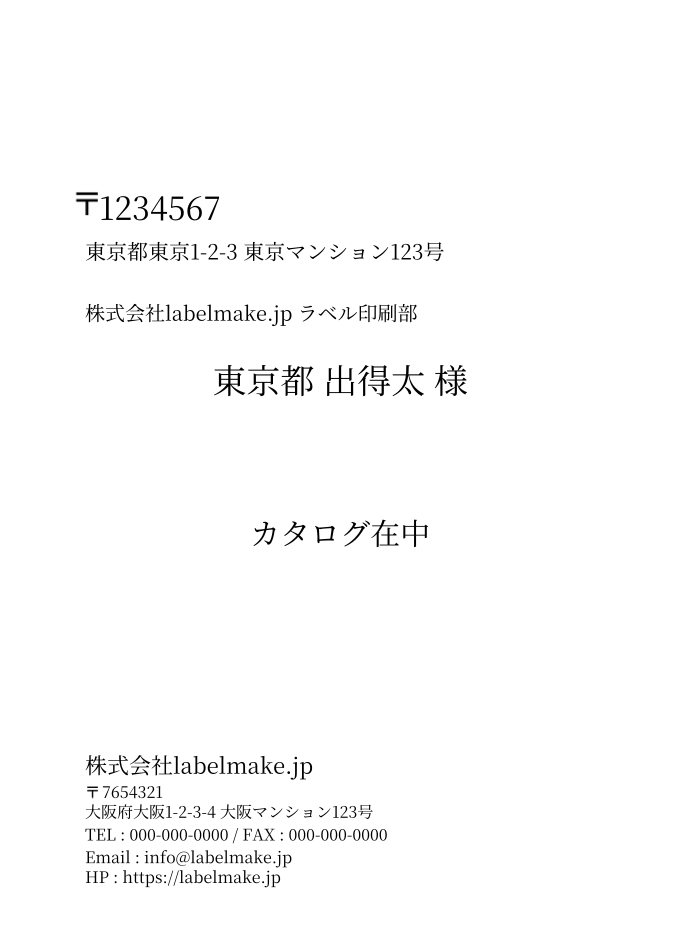 〒1234567
東京都東京1-2-3 東京マンション123号
株式会社labelmake.jp ラベル印刷部
東京都 出得太 様
カタログ在中
株式会社labelmake.jp
〒7654321
大阪府大阪1-2-3-4 大阪マンション123号
TEL : 000-000-0000 / FAX : 000-000-0000
Email : info@labelmake.jp
HP : https://labelmake.jp